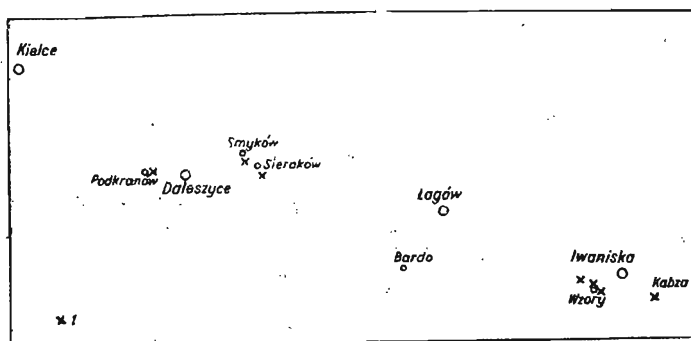 Kielce
Smyków
Sieraków
Podkranów
Daleszyce
Łagów
Bardo
Iwaniska
Kabza
Wzory
1